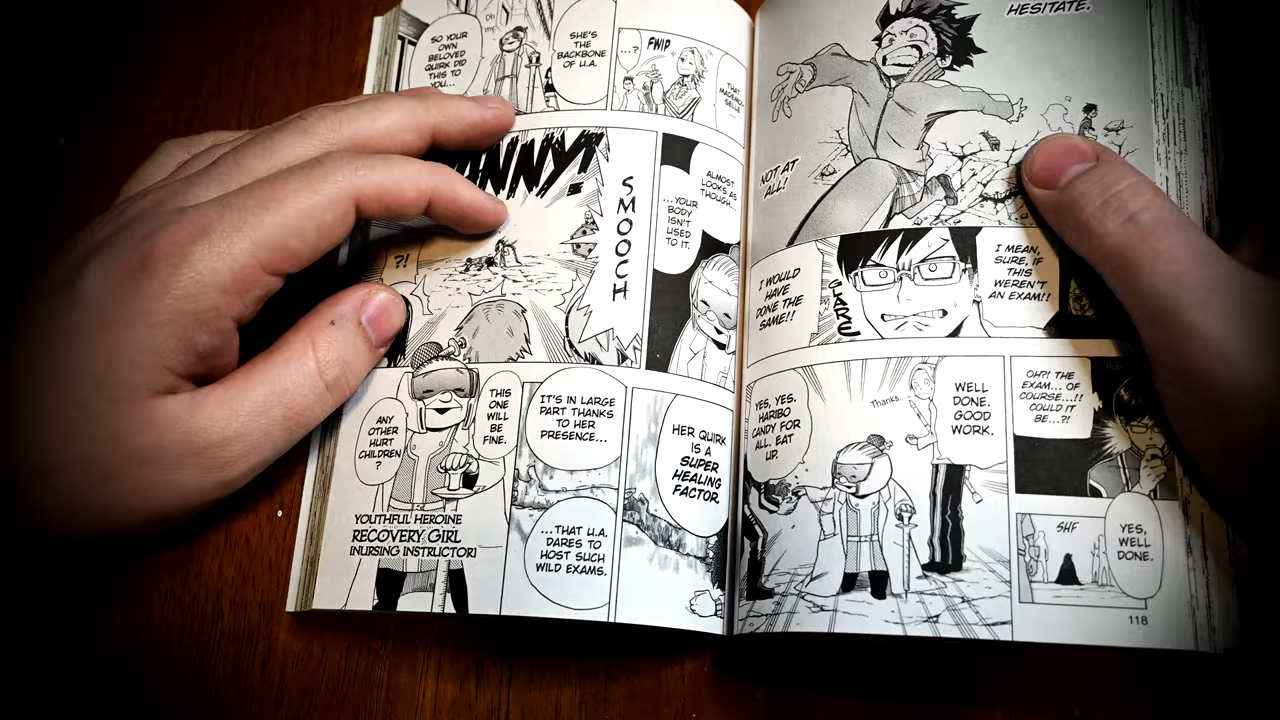 HESITATE.
NOT AT
ALL!
I MEAN,
SURE, IF
THIS
WEREN'T
AN EXAM!!
I WOULD
HAVE
DONE THE
SAME!!
OH?! THE
EXAM... OF
COURSE...!!
COULD IT
BE...?!
SHF
YES,
WELL
DONE.
WELL
DONE.
GOOD
WORK.
Thanks...
YES, YES.
HARIBO
CANDY FOR
ALL. EAT
UP.
118
THAT
MADEMOI-
SELLE
...
FWIP
...?
SHE'S
THE
BACKBONE
OF U.A.
OH
MY.
SO YOUR
OWN
BELOVED
QUIRK DID
THIS TO
YOU...
ALMOST
LOOKS AS
THOUGH...
...YOUR
BODY
ISN'T
USED TO
IT.
SMOOCH
NNY!
?!
HER QUIRK
IS A
SUPER
HEALING
FACTOR
IT'S IN LARGE
PART THANKS
TO HER
PRESENCE...
...THAT U.A.
DARES TO
HOST SUCH
WILD EXAMS.
THIS
ONE
WILL
BE
FINE.
ANY
OTHER
HURT
CHILDREN
?
YOUTHFUL HEROINE
RECOVERY GIRL
(NURSING INSTRUCTOR)